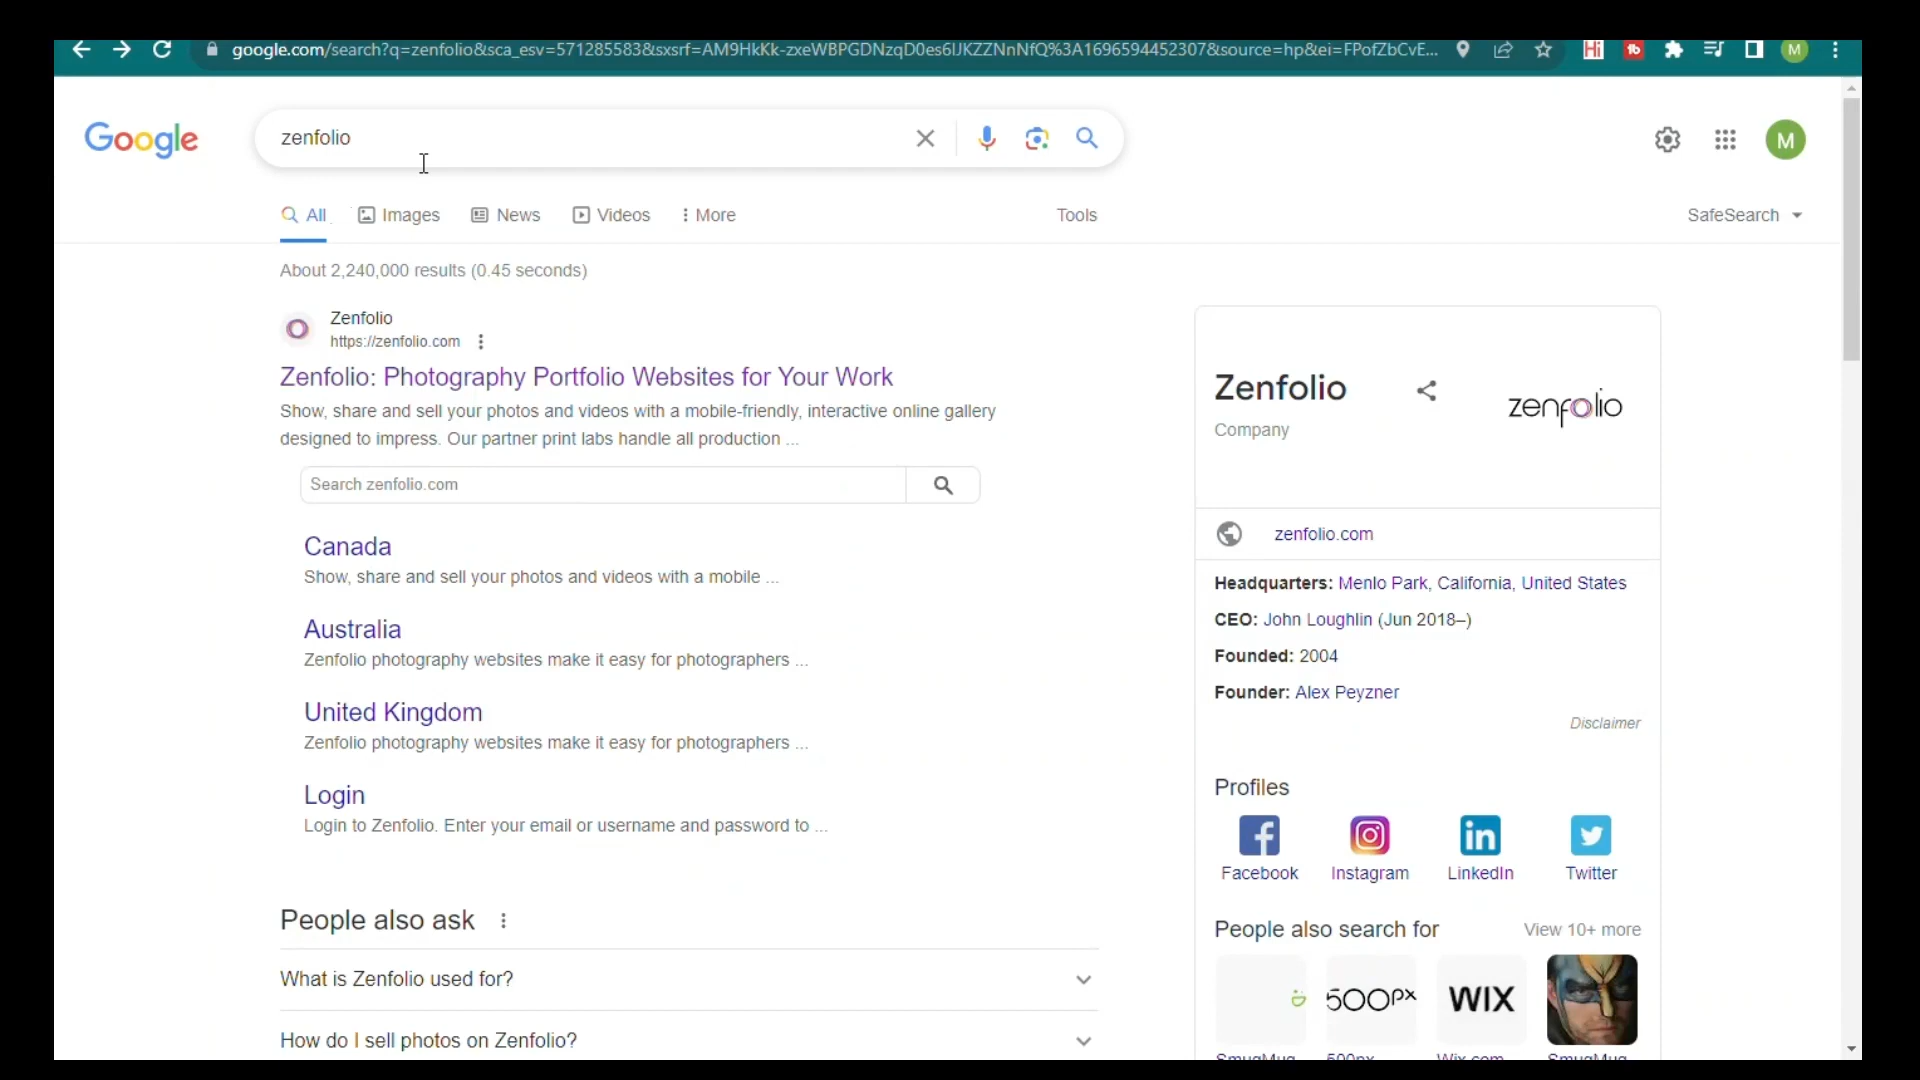 google.com/search?q=zenfolio&sca_esv=571285583&sxsrf=AM9HkKk-zxeWBPGDNzqD0es6IJKZZNnNfQ%3A1696594452307&source=hp&ei=FPofZbCvE...
Hi
M
Google
zenfolio
M
All
Images
News
Videos
More
Tools
SafeSearch
About 2,240,000 results (0.45 seconds)
Zenfolio
https://zenfolio.com
Zenfolio: Photography Portfolio Websites for Your Work
Show, share and sell your photos and videos with a mobile-friendly, interactive online gallery
designed to impress. Our partner print labs handle all production ...
Search zenfolio.com
Canada
Show, share and sell your photos and videos with a mobile ...
Australia
Zenfolio photography websites make it easy for photographers ...
United Kingdom
Zenfolio photography websites make it easy for photographers ...
Login
Login to Zenfolio. Enter your email or username and password to ...
People also ask
What is Zenfolio used for?
How do I sell photos on Zenfolio?
Zenfolio
Company
zenfolio
zenfolio.com
Headquarters: Menlo Park, California, United States
CEO: John Loughlin (Jun 2018–)
Founded: 2004
Founder: Alex Peyzner
Disclaimer
Profiles
Facebook
Instagram
LinkedIn
Twitter
People also search for
View 10+ more
500px
WIX
SmugMug
500px
Wix.com
SmugMug